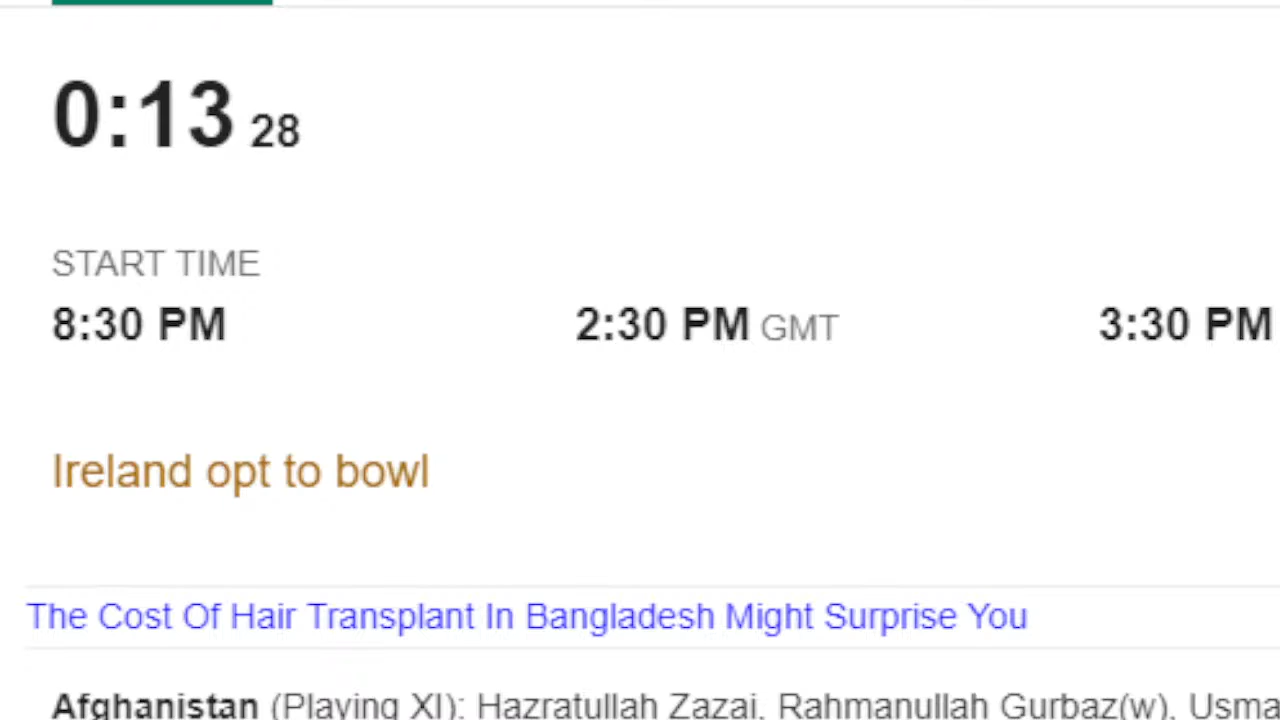 0:13 28
START TIME
8:30 PM 2:30 PM GMT 3:30 PM
Ireland opt to bowl
The Cost Of Hair Transplant In Bangladesh Might Surprise You
Afghanistan (Playing XI): Hazratullah Zazai, Rahmanullah Gurbaz(w), Usma